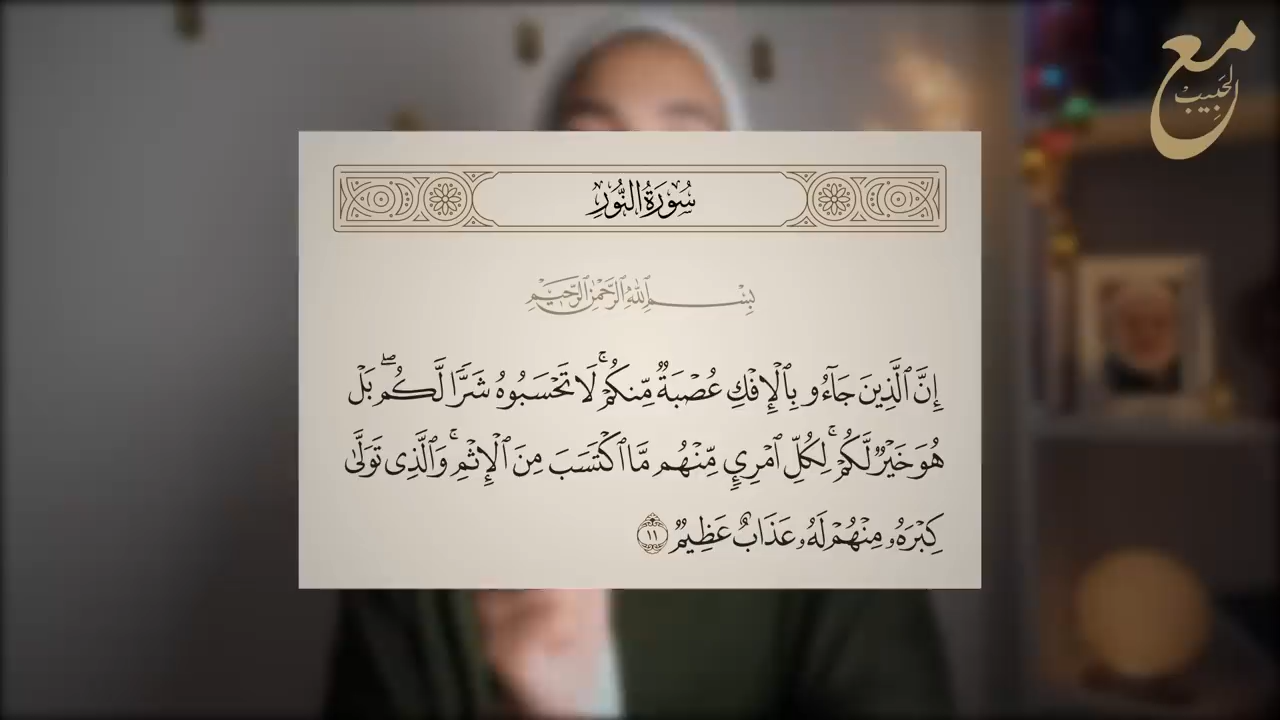 مع الحبيب
سُورَةُ النُّورِ
بِسْمِ ٱللَّهِ ٱلرَّحْمَٰنِ ٱلرَّحِيمِ
إِنَّ ٱلَّذِينَ جَآءُو بِٱلْإِفْكِ عُصْبَةٌ مِّنكُمْ ۚ لَا تَحْسَبُوهُ شَرًّا لَّكُم ۖ بَلْ
هُوَ خَيْرٌ لَّكُمْ ۚ لِكُلِّ ٱمْرِئٍ مِّنْهُم مَّا ٱكْتَسَبَ مِنَ ٱلْإِثْمِ ۚ وَٱلَّذِى تَوَلَّىٰ
كِبْرَهُۥ مِنْهُمْ لَهُۥ عَذَابٌ عَظِيمٌ ١١